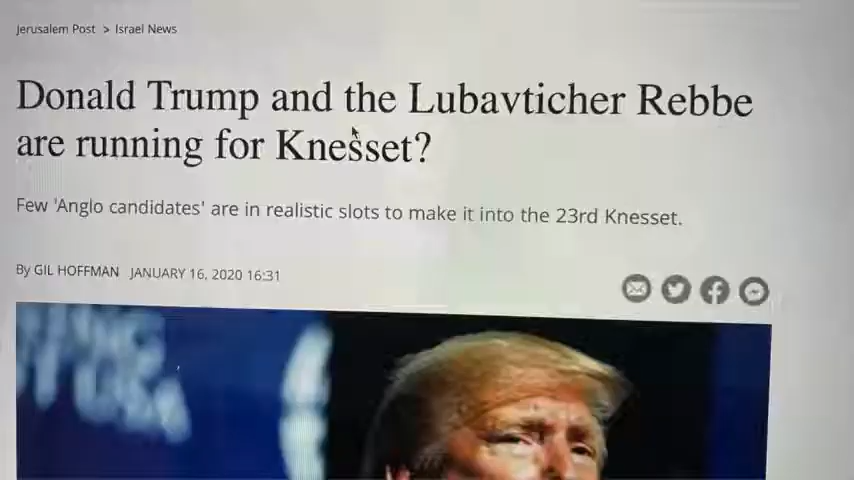 Jerusalem Post > Israel News
Donald Trump and the Lubavticher Rebbe
are running for Knesset?
Few 'Anglo candidates' are in realistic slots to make it into the 23rd Knesset.
By GIL HOFFMAN JANUARY 16, 2020 16:31